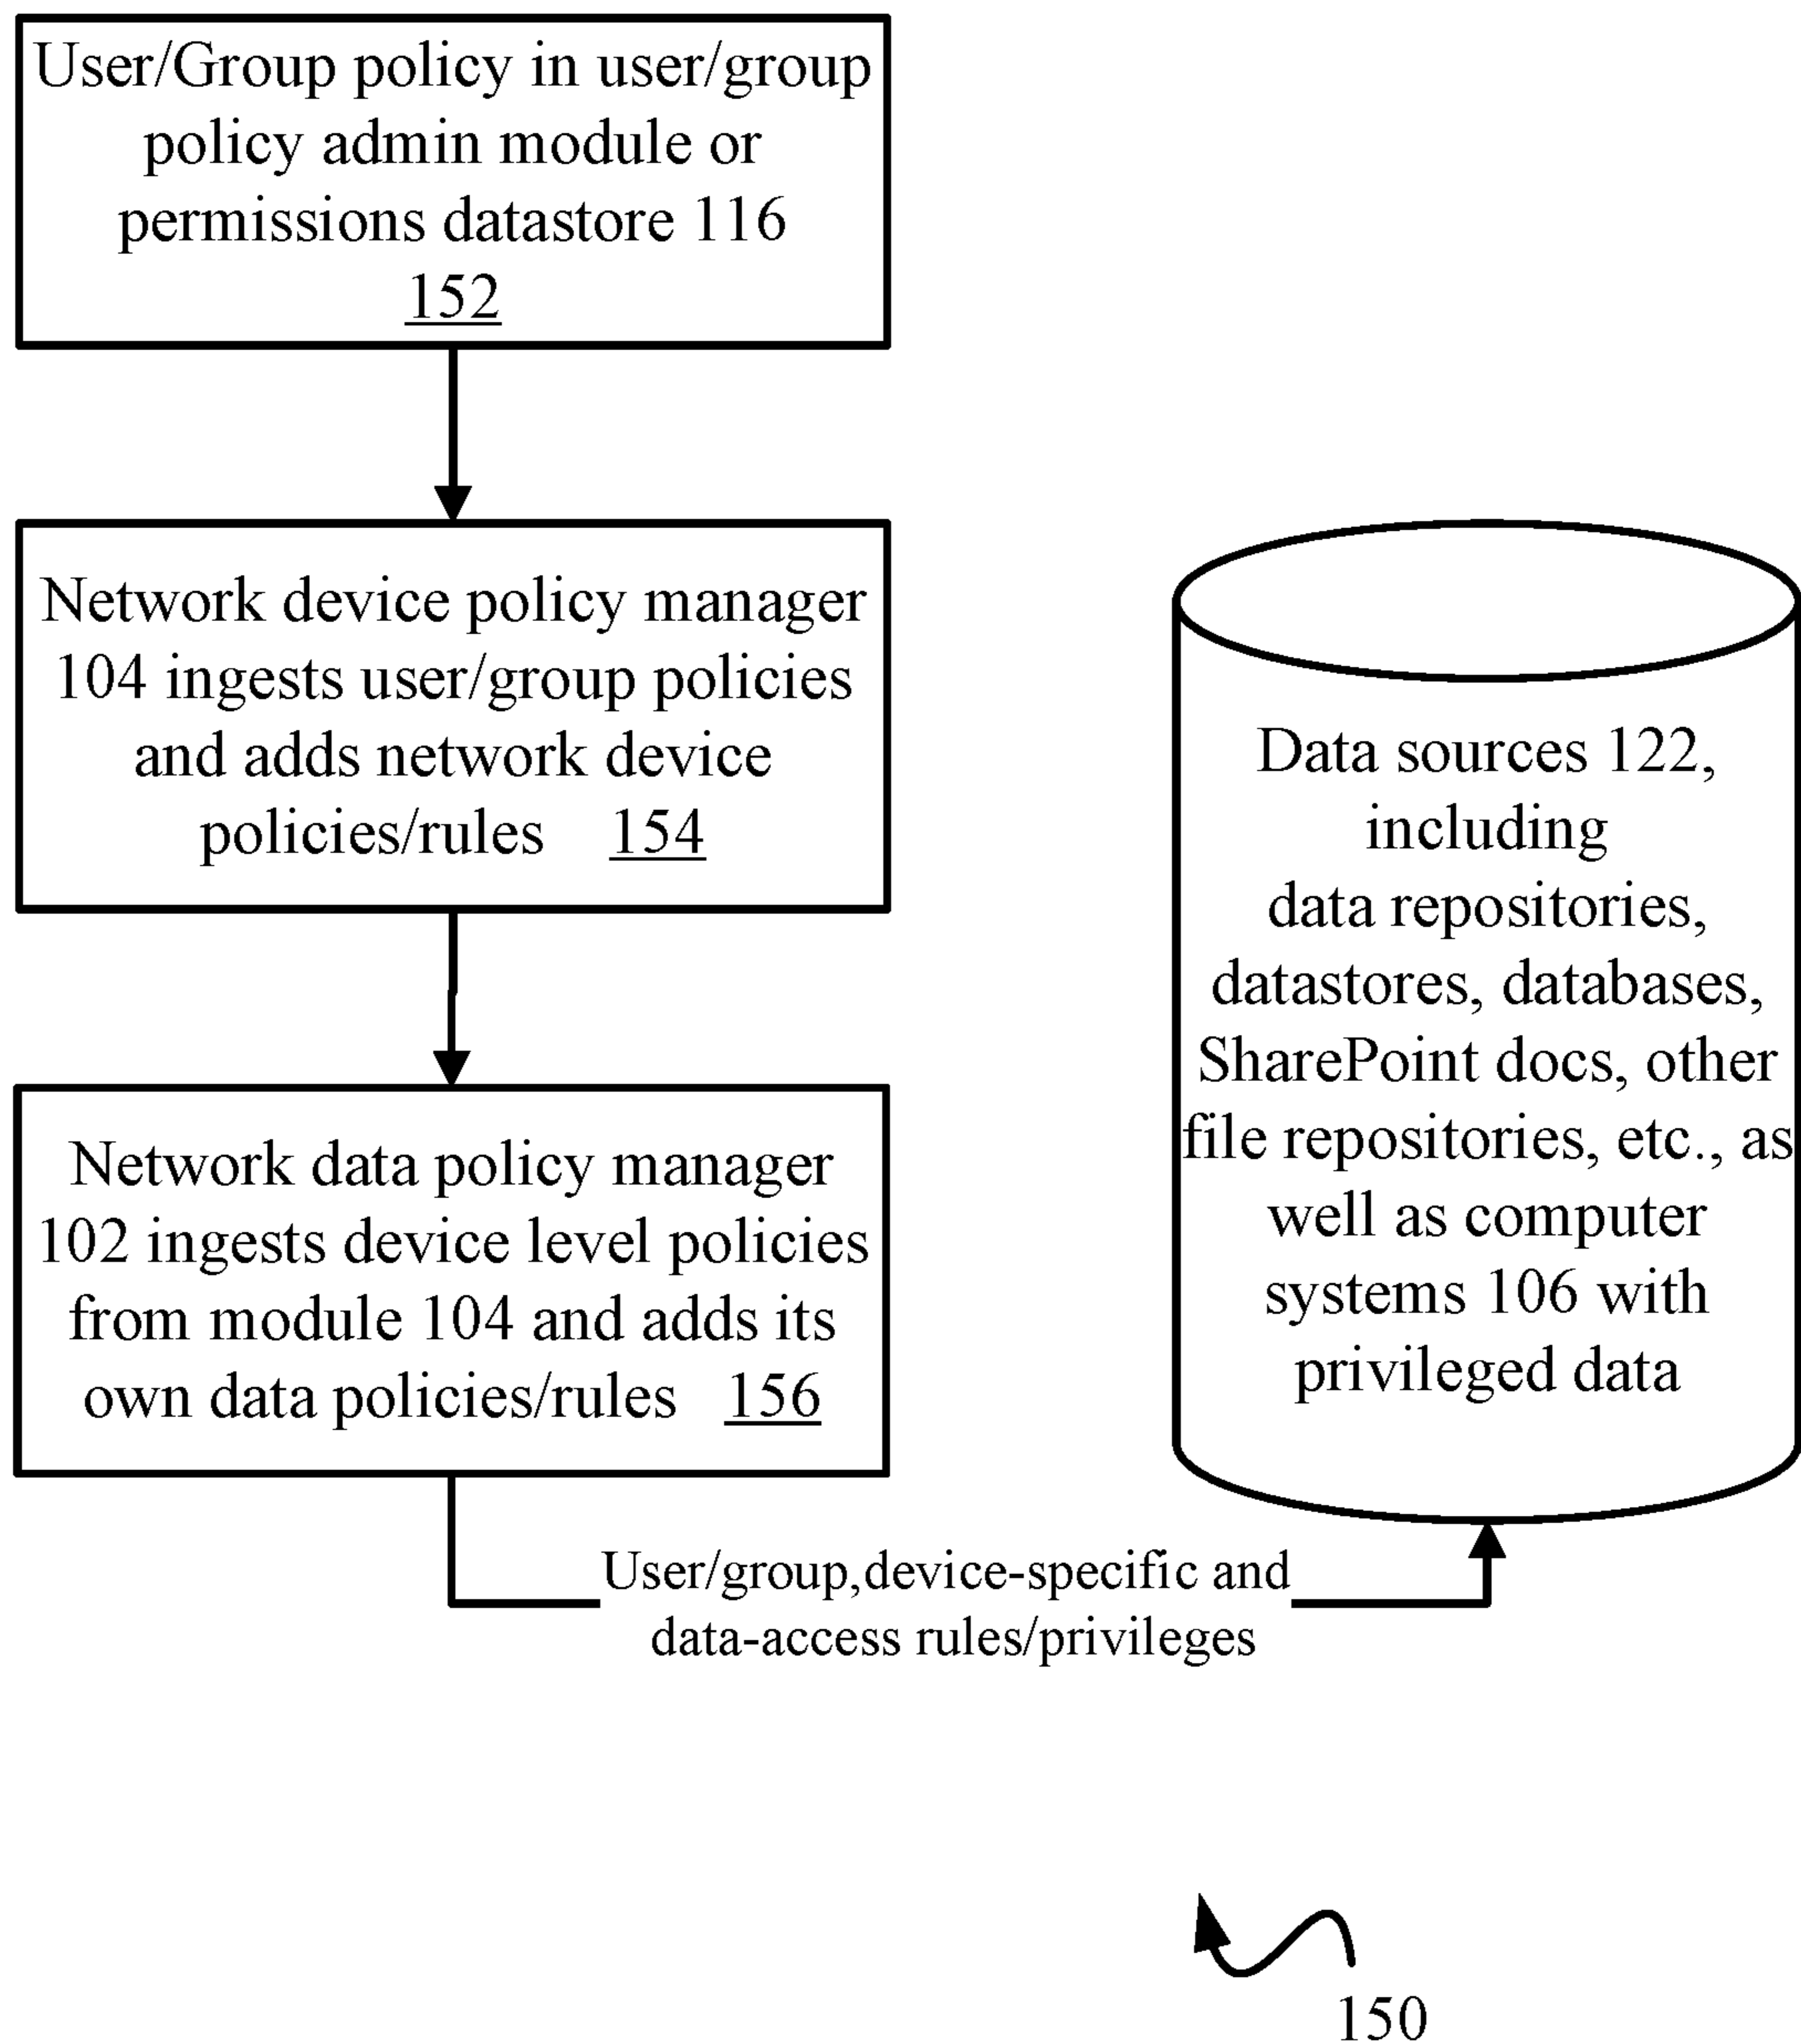 User/Group policy in user/group
policy admin module or
permissions datastore 116
152
Network device policy manager
104 ingests user/group policies
and adds network device
policies/rules 154
Network data policy manager
102 ingests device level policies
from module 104 and adds its
own data policies/rules 156
Data sources 122,
including
data repositories,
datastores, databases,
SharePoint docs, other
file repositories, etc., as
well as computer
systems 106 with
privileged data
User/group,device-specific and
data-access rules/privileges
150